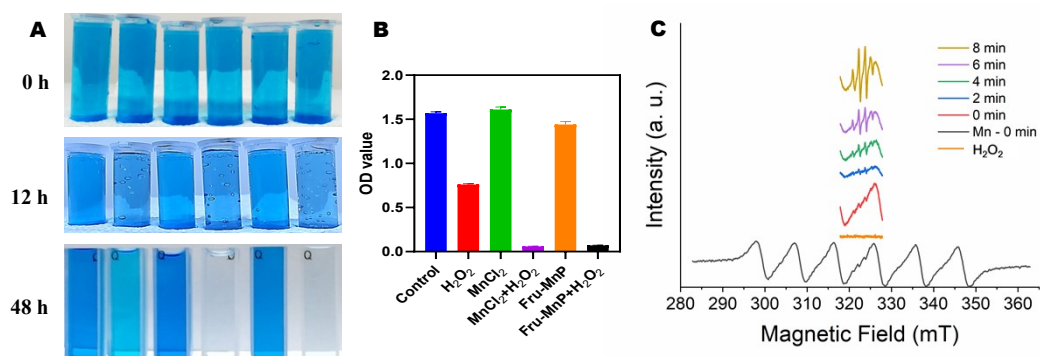 A
0 h
12 h
48 h
Q
Q
Q
B
OD value
2.0
1.5
1.0
0.5
0.0
Control
H₂O₂
MnCl₂
MnCl₂+H₂O₂
Fru-MnP
Fru-MnP+H₂O₂
C
Intensity (a. u.)
8 min
6 min
4 min
2 min
0 min
Mn - 0 min
H₂O₂
280 300 310 320 330 340 350 360
Magnetic Field (mT)